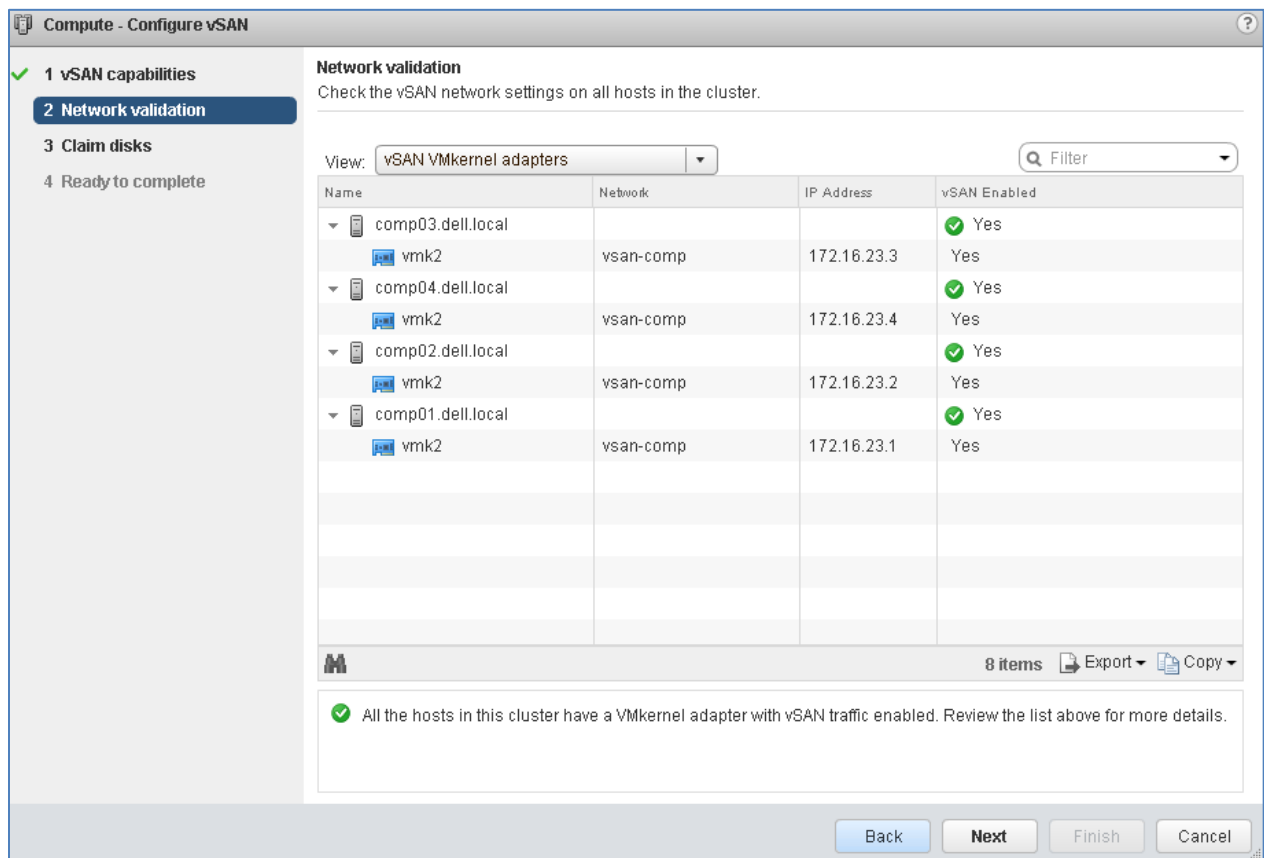 Compute - Configure vSAN ?
1 vSAN capabilities
2 Network validation
3 Claim disks
4 Ready to complete
Network validation
Check the vSAN network settings on all hosts in the cluster.
View: vSAN VMkernel adapters Filter
Name Network IP Address vSAN Enabled
comp03.dell.local Yes
vmk2 vsan-comp 172.16.23.3 Yes
comp04.dell.local Yes
vmk2 vsan-comp 172.16.23.4 Yes
comp02.dell.local Yes
vmk2 vsan-comp 172.16.23.2 Yes
comp01.dell.local Yes
vmk2 vsan-comp 172.16.23.1 Yes
8 items Export Copy
All the hosts in this cluster have a VMkernel adapter with vSAN traffic enabled. Review the list above for more details.
Back Next Finish Cancel